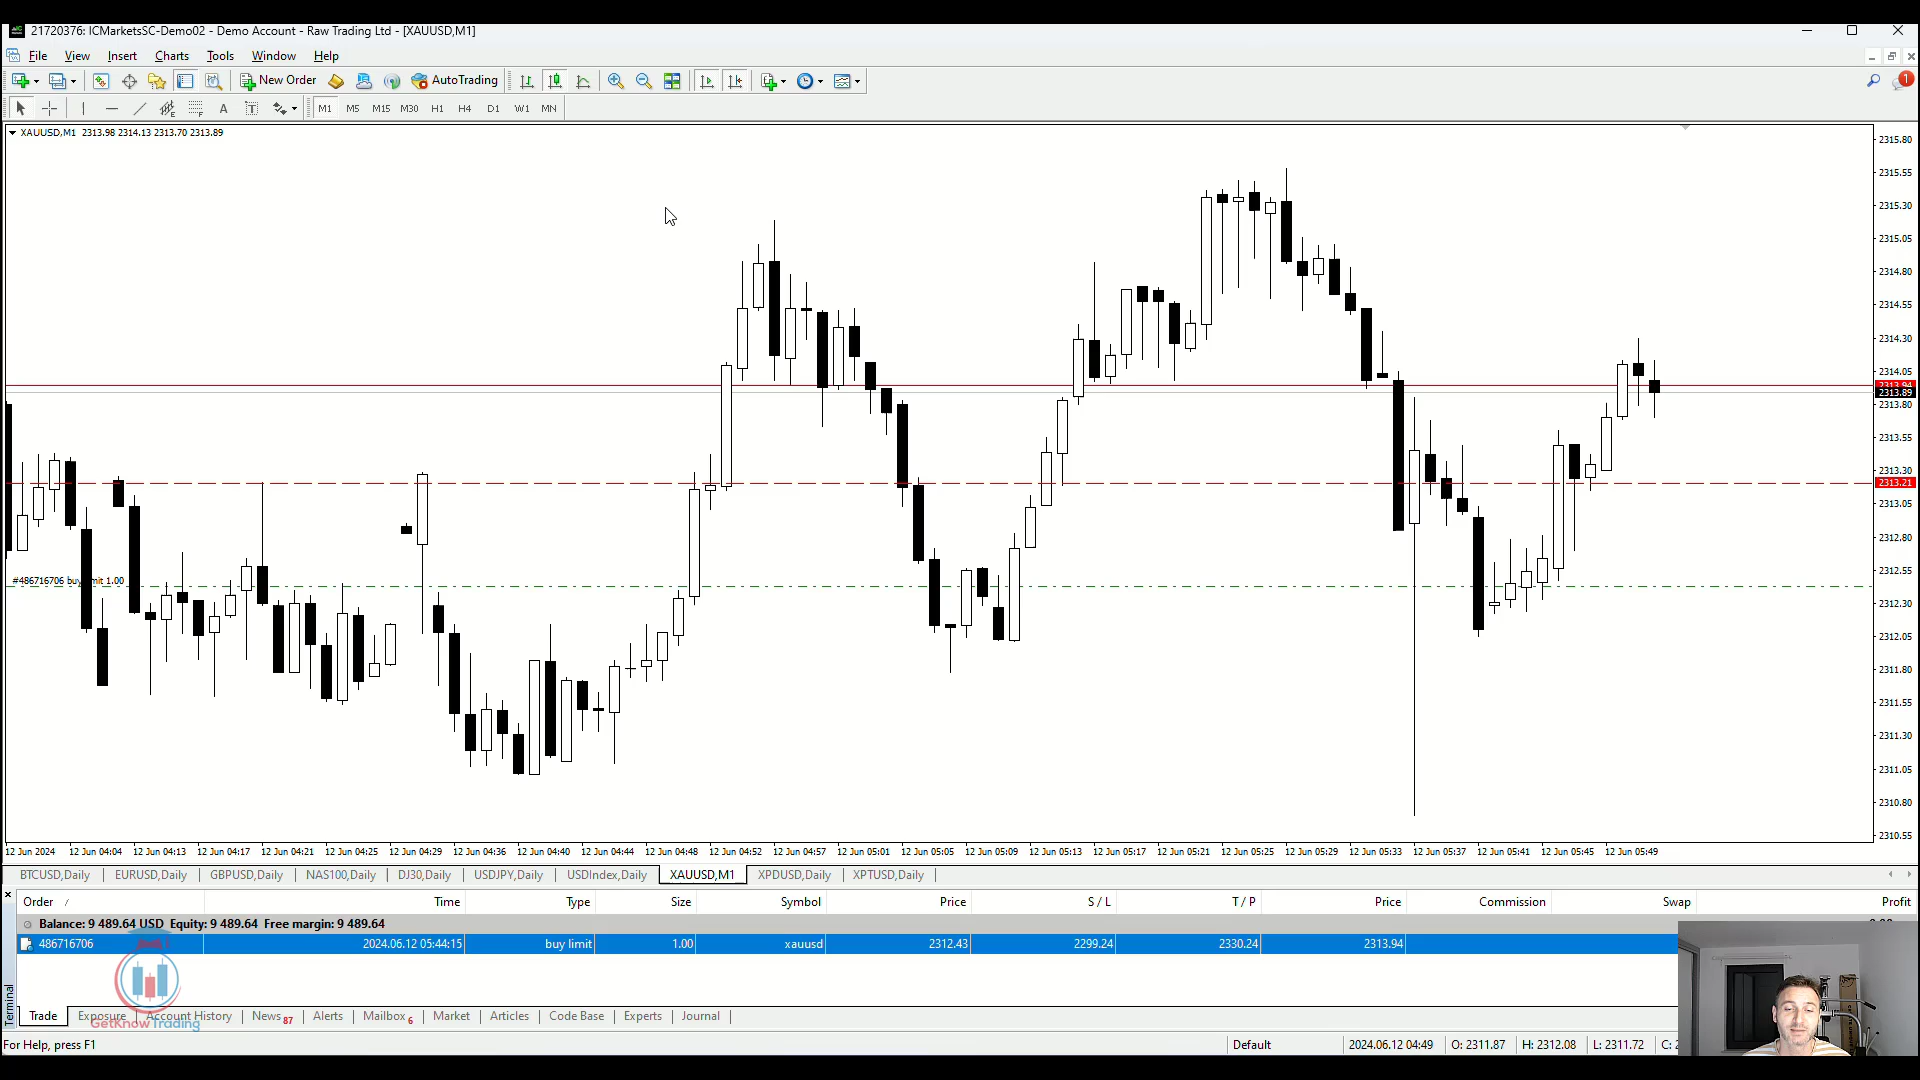 21720376: ICMarketsSC-Demo02 - Demo Account - Raw Trading Ltd - [XAUUSD,M1]
File View Insert Charts Tools Window Help
New Order AutoTrading 1
A T M1 M5 M15 M30 H1 H4 D1 W1 MN
XAUUSD,M1 2313.98 2314.13 2313.70 2313.89
2315.80
2315.55
2315.30
2315.05
2314.80
2314.55
2314.30
2314.05
2313.94
2313.89
2313.80
2313.55
2313.30
2313.21
2313.05
2312.80
2312.55
#486716706 buy limit 1.00
2312.30
2312.05
2311.80
2311.55
2311.30
2311.05
2310.80
2310.55
12 Jun 2024 12 Jun 04:04 12 Jun 04:13 12 Jun 04:17 12 Jun 04:21 12 Jun 04:25 12 Jun 04:29 12 Jun 04:36 12 Jun 04:40 12 Jun 04:44 12 Jun 04:48 12 Jun 04:52 12 Jun 04:57 12 Jun 05:01 12 Jun 05:05 12 Jun 05:09 12 Jun 05:13 12 Jun 05:17 12 Jun 05:21 12 Jun 05:25 12 Jun 05:29 12 Jun 05:33 12 Jun 05:37 12 Jun 05:41 12 Jun 05:45 12 Jun 05:49
BTCUSD,Daily EURUSD,Daily GBPUSD,Daily NAS100,Daily DJ30,Daily USDJPY,Daily USDIndex,Daily XAUUSD,M1 XPDUSD,Daily XPTUSD,Daily
Order / Time Type Size Symbol Price S / L T / P Price Commission Swap Profit
Balance: 9 489.64 USD Equity: 9 489.64 Free margin: 9 489.64
486716706 2024.06.12 05:44:15 buy limit 1.00 xauusd 2312.43 2299.24 2330.24 2313.94
Terminal
Trade Exposure Account History News 87 Alerts Mailbox 6 Market Articles Code Base Experts Journal
GetKnowTrading
For Help, press F1 Default 2024.06.12 04:49 O: 2311.87 H: 2312.08 L: 2311.72